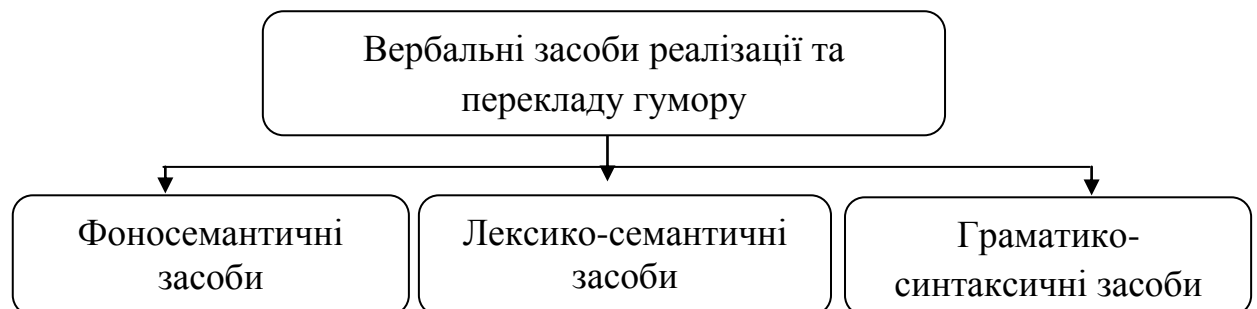 Вербальні засоби реалізації та
перекладу гумору
Фоносемантичні
засоби
Лексико-семантичні
засоби
Граматико-
синтаксичні засоби